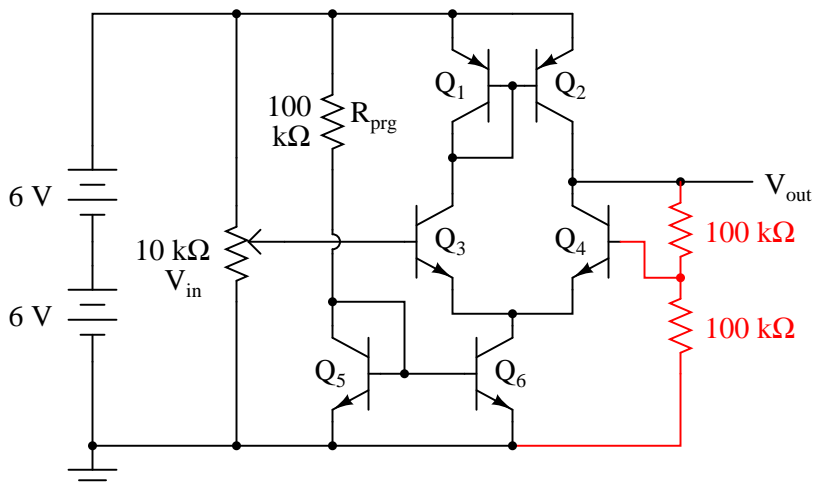 Q1
Q2
100
kΩ
Rprg
6 V
Vout
Q3
Q4
100 kΩ
10 kΩ
Vin
6 V
100 kΩ
Q5
Q6